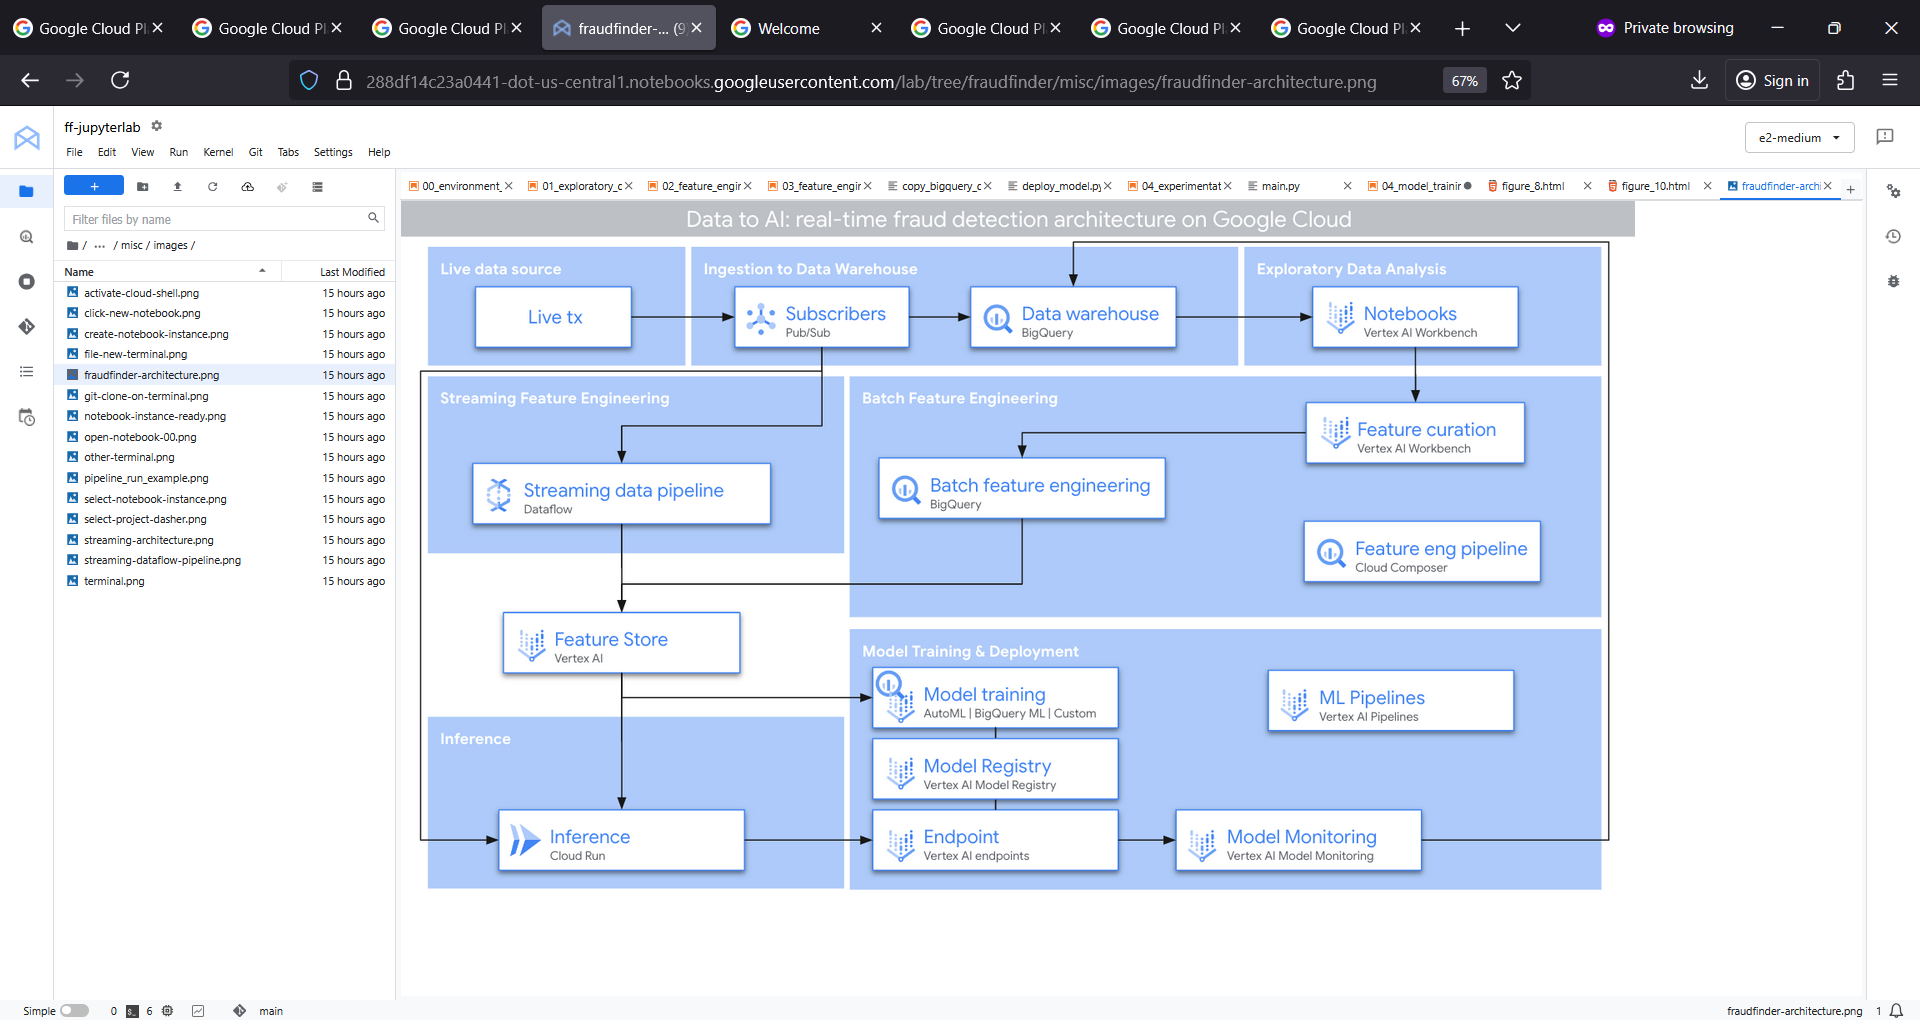 Google Cloud Pl
Google Cloud Pl
Google Cloud Pl
fraudfinder-... (9
Welcome
Google Cloud Pl
Google Cloud Pl
Google Cloud Pl
Private browsing
288df14c23a0441-dot-us-central1.notebooks.googleusercontent.com/lab/tree/fraudfinder/misc/images/fraudfinder-architecture.png
67%
Sign in
ff-jupyterlab
e2-medium
File Edit View Run Kernel Git Tabs Settings Help
Filter files by name
/ ... / misc / images /
Name Last Modified
activate-cloud-shell.png 15 hours ago
click-new-notebook.png 15 hours ago
create-notebook-instance.png 15 hours ago
file-new-terminal.png 15 hours ago
fraudfinder-architecture.png 15 hours ago
git-clone-on-terminal.png 15 hours ago
notebook-instance-ready.png 15 hours ago
open-notebook-00.png 15 hours ago
other-terminal.png 15 hours ago
pipeline_run_example.png 15 hours ago
select-notebook-instance.png 15 hours ago
select-project-dasher.png 15 hours ago
streaming-architecture.png 15 hours ago
streaming-dataflow-pipeline.png 15 hours ago
terminal.png 15 hours ago
00_environment_
01_exploratory_c
02_feature_engir
03_feature_engir
copy_bigquery_c
deploy_model.py
04_experimentat
main.py
04_model_trainir
figure_8.html
figure_10.html
fraudfinder-archi
Data to AI: real-time fraud detection architecture on Google Cloud
Live data source
Live tx
Ingestion to Data Warehouse
Subscribers
Pub/Sub
Data warehouse
BigQuery
Exploratory Data Analysis
Notebooks
Vertex AI Workbench
Streaming Feature Engineering
Streaming data pipeline
Dataflow
Batch Feature Engineering
Feature curation
Vertex AI Workbench
Batch feature engineering
BigQuery
Feature eng pipeline
Cloud Composer
Feature Store
Vertex AI
Model Training & Deployment
Model training
AutoML | BigQuery ML | Custom
ML Pipelines
Vertex AI Pipelines
Model Registry
Vertex AI Model Registry
Inference
Inference
Cloud Run
Endpoint
Vertex AI endpoints
Model Monitoring
Vertex AI Model Monitoring
Simple 0 6 main
fraudfinder-architecture.png 1